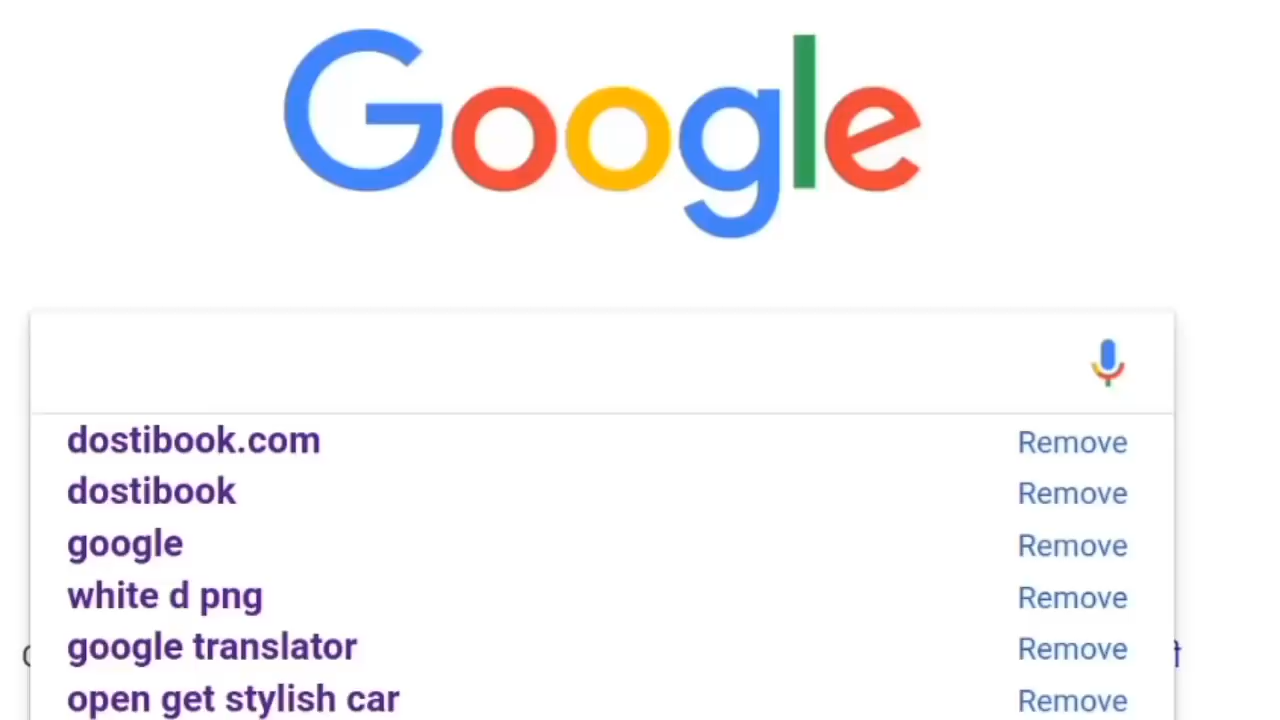 Google
dostibook.com Remove
dostibook Remove
google Remove
white d png Remove
google translator Remove
open get stylish car Remove